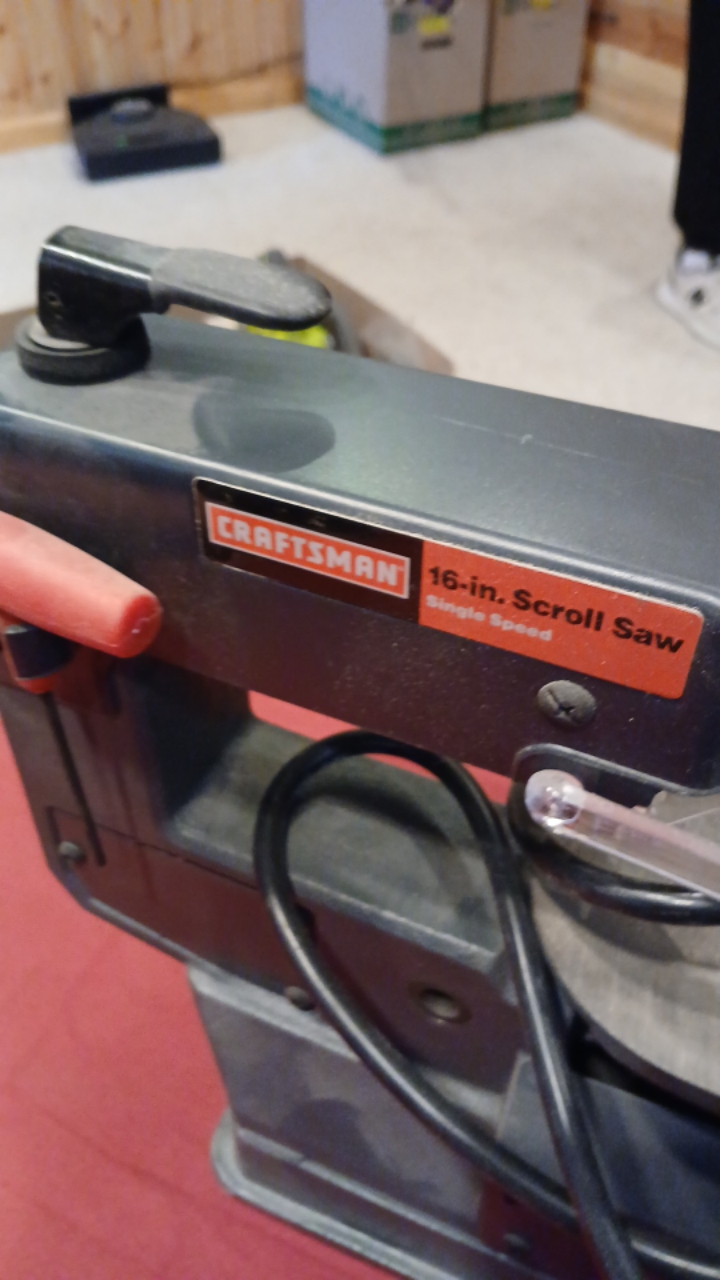 CRAFTSMAN
16-in. Scroll Saw
Single Speed